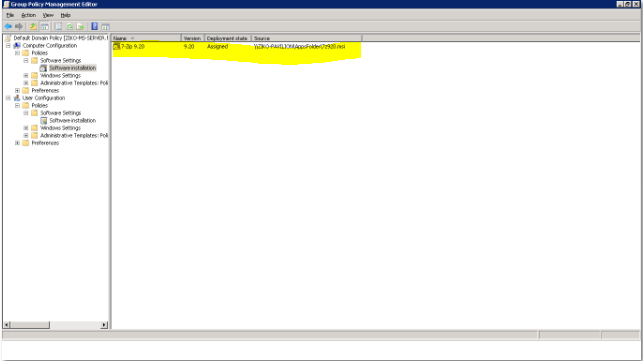 Group Policy Management Editor
File Action View Help
Default Domain Policy [ZIKO-MS-SERVER.
Computer Configuration
Policies
Software Settings
Software installation
Windows Settings
Administrative Templates: Poli
Preferences
User Configuration
Policies
Software Settings
Software installation
Windows Settings
Administrative Templates: Poli
Preferences
Name Version Deployment state Source
7-Zip 9.20 9.20 Assigned \\ZIKO-PAVILION\AppsFolder\7z920.msi